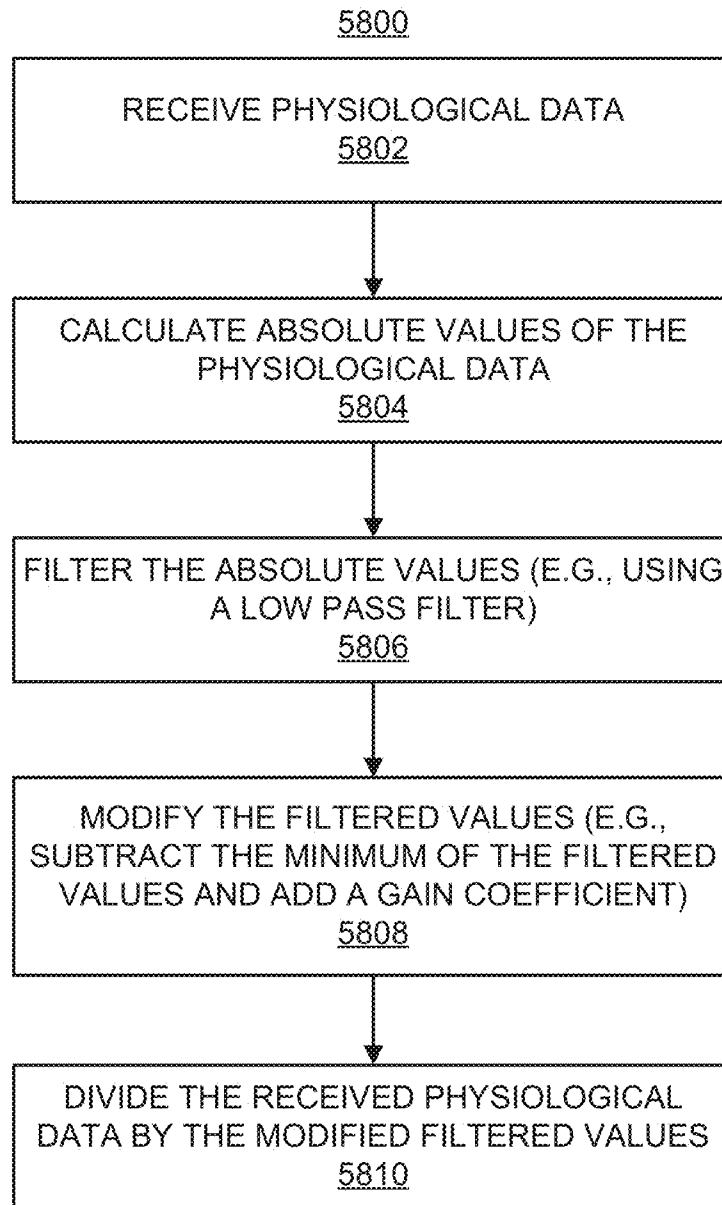 5800
RECEIVE PHYSIOLOGICAL DATA
5802
CALCULATE ABSOLUTE VALUES OF THE
PHYSIOLOGICAL DATA
5804
FILTER THE ABSOLUTE VALUES (E.G., USING
A LOW PASS FILTER)
5806
MODIFY THE FILTERED VALUES (E.G.,
SUBTRACT THE MINIMUM OF THE FILTERED
VALUES AND ADD A GAIN COEFFICIENT)
5808
DIVIDE THE RECEIVED PHYSIOLOGICAL
DATA BY THE MODIFIED FILTERED VALUES
5810